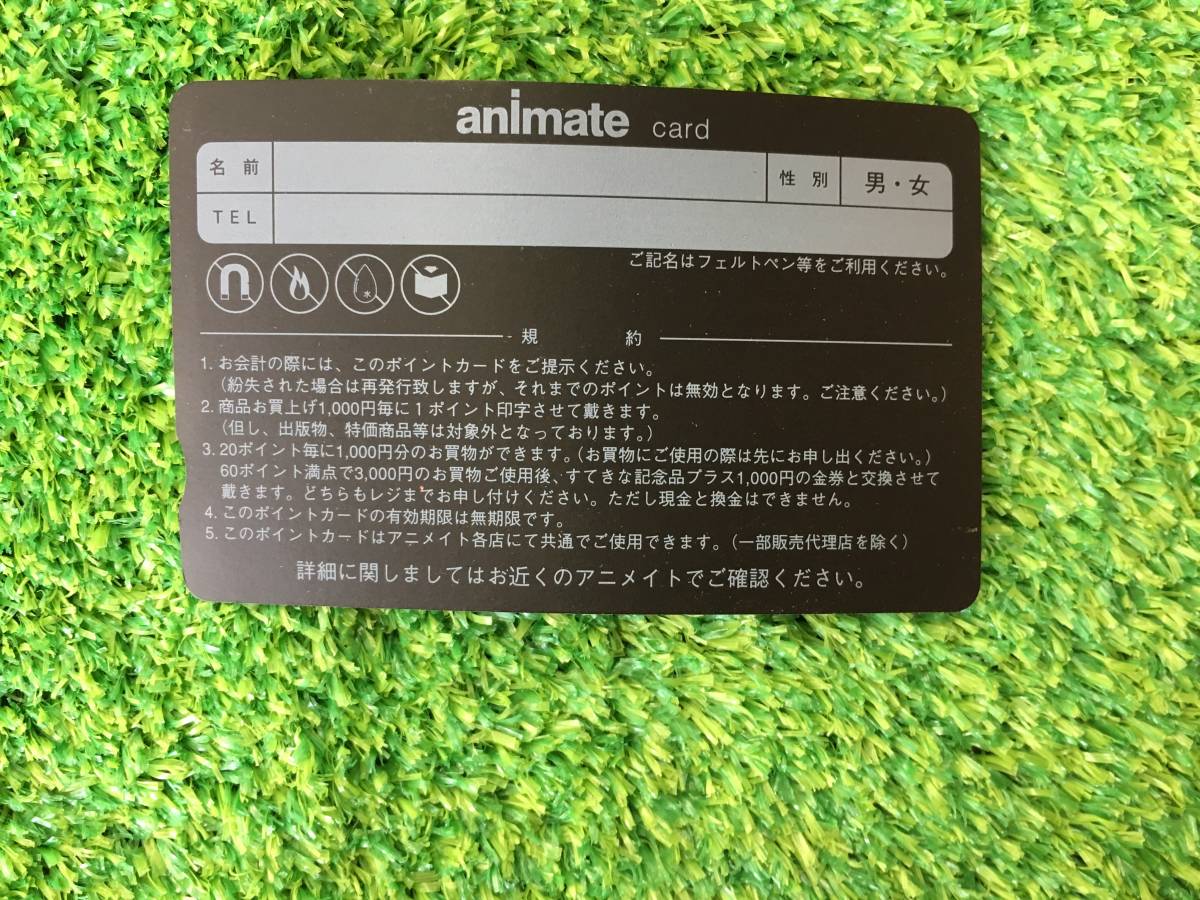 animate card
名 前 性 別 男・女
TEL
ご記名はフェルトペン等をご利用ください。
規 約
1. お会計の際には、このポイントカードをご提示ください。
(紛失された場合は再発行致しますが、それまでのポイントは無効となります。ご注意ください。)
2. 商品お買上げ1,000円毎に1ポイント印字させて戴きます。
(但し、出版物、特価商品等は対象外となっております。)
3. 20ポイント毎に1,000円分のお買物ができます。(お買物にご使用の際は先にお申し出ください。)
60ポイント満点で3,000円のお買物ご使用後、すてきな記念品プラス1,000円の金券と交換させて
戴きます。どちらもレジまでお申し付けください。ただし現金と換金はできません。
4. このポイントカードの有効期限は無期限です。
5. このポイントカードはアニメイト各店にて共通でご使用できます。(一部販売代理店を除く)
詳細に関しましてはお近くのアニメイトでご確認ください。